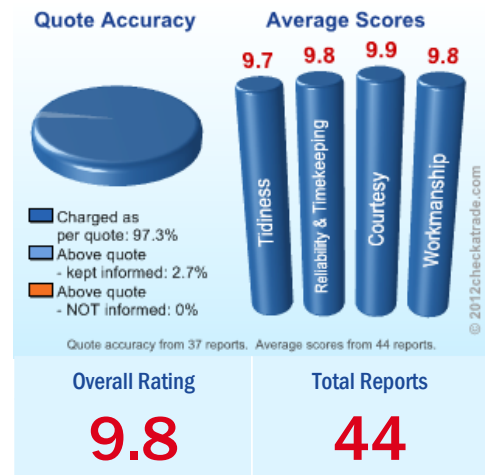 Quote Accuracy
Average Scores
9.7
9.8
9.9
9.8
Tidiness
Reliability & Timekeeping
Courtesy
Workmanship
Charged as
per quote: 97.3%
Above quote
- kept informed: 2.7%
Above quote
- NOT informed: 0%
© 2012checkatrade.com
Quote accuracy from 37 reports. Average scores from 44 reports.
Overall Rating
9.8
Total Reports
44